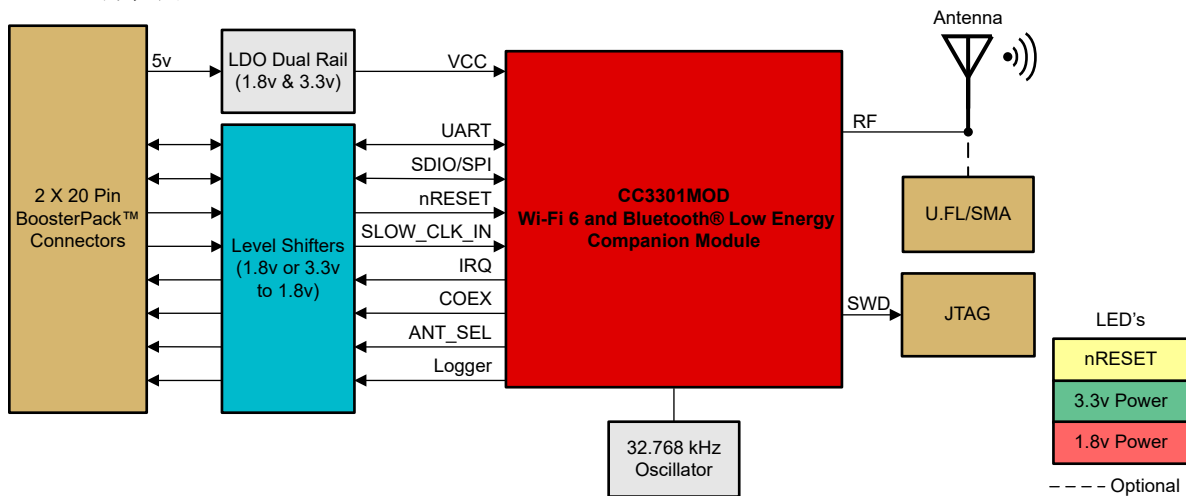 Antenna
5v
LDO Dual Rail
(1.8v & 3.3v)
VCC
RF
UART
SDIO/SPI
nRESET
SLOW_CLK_IN
IRQ
COEX
ANT_SEL
Logger
2 X 20 Pin
BoosterPack™
Connectors
Level Shifters
(1.8v or 3.3v
to 1.8v)
CC3301MOD
Wi-Fi 6 and Bluetooth® Low Energy
Companion Module
U.FL/SMA
SWD
JTAG
32.768 kHz
Oscillator
LED's
nRESET
3.3v Power
1.8v Power
Optional